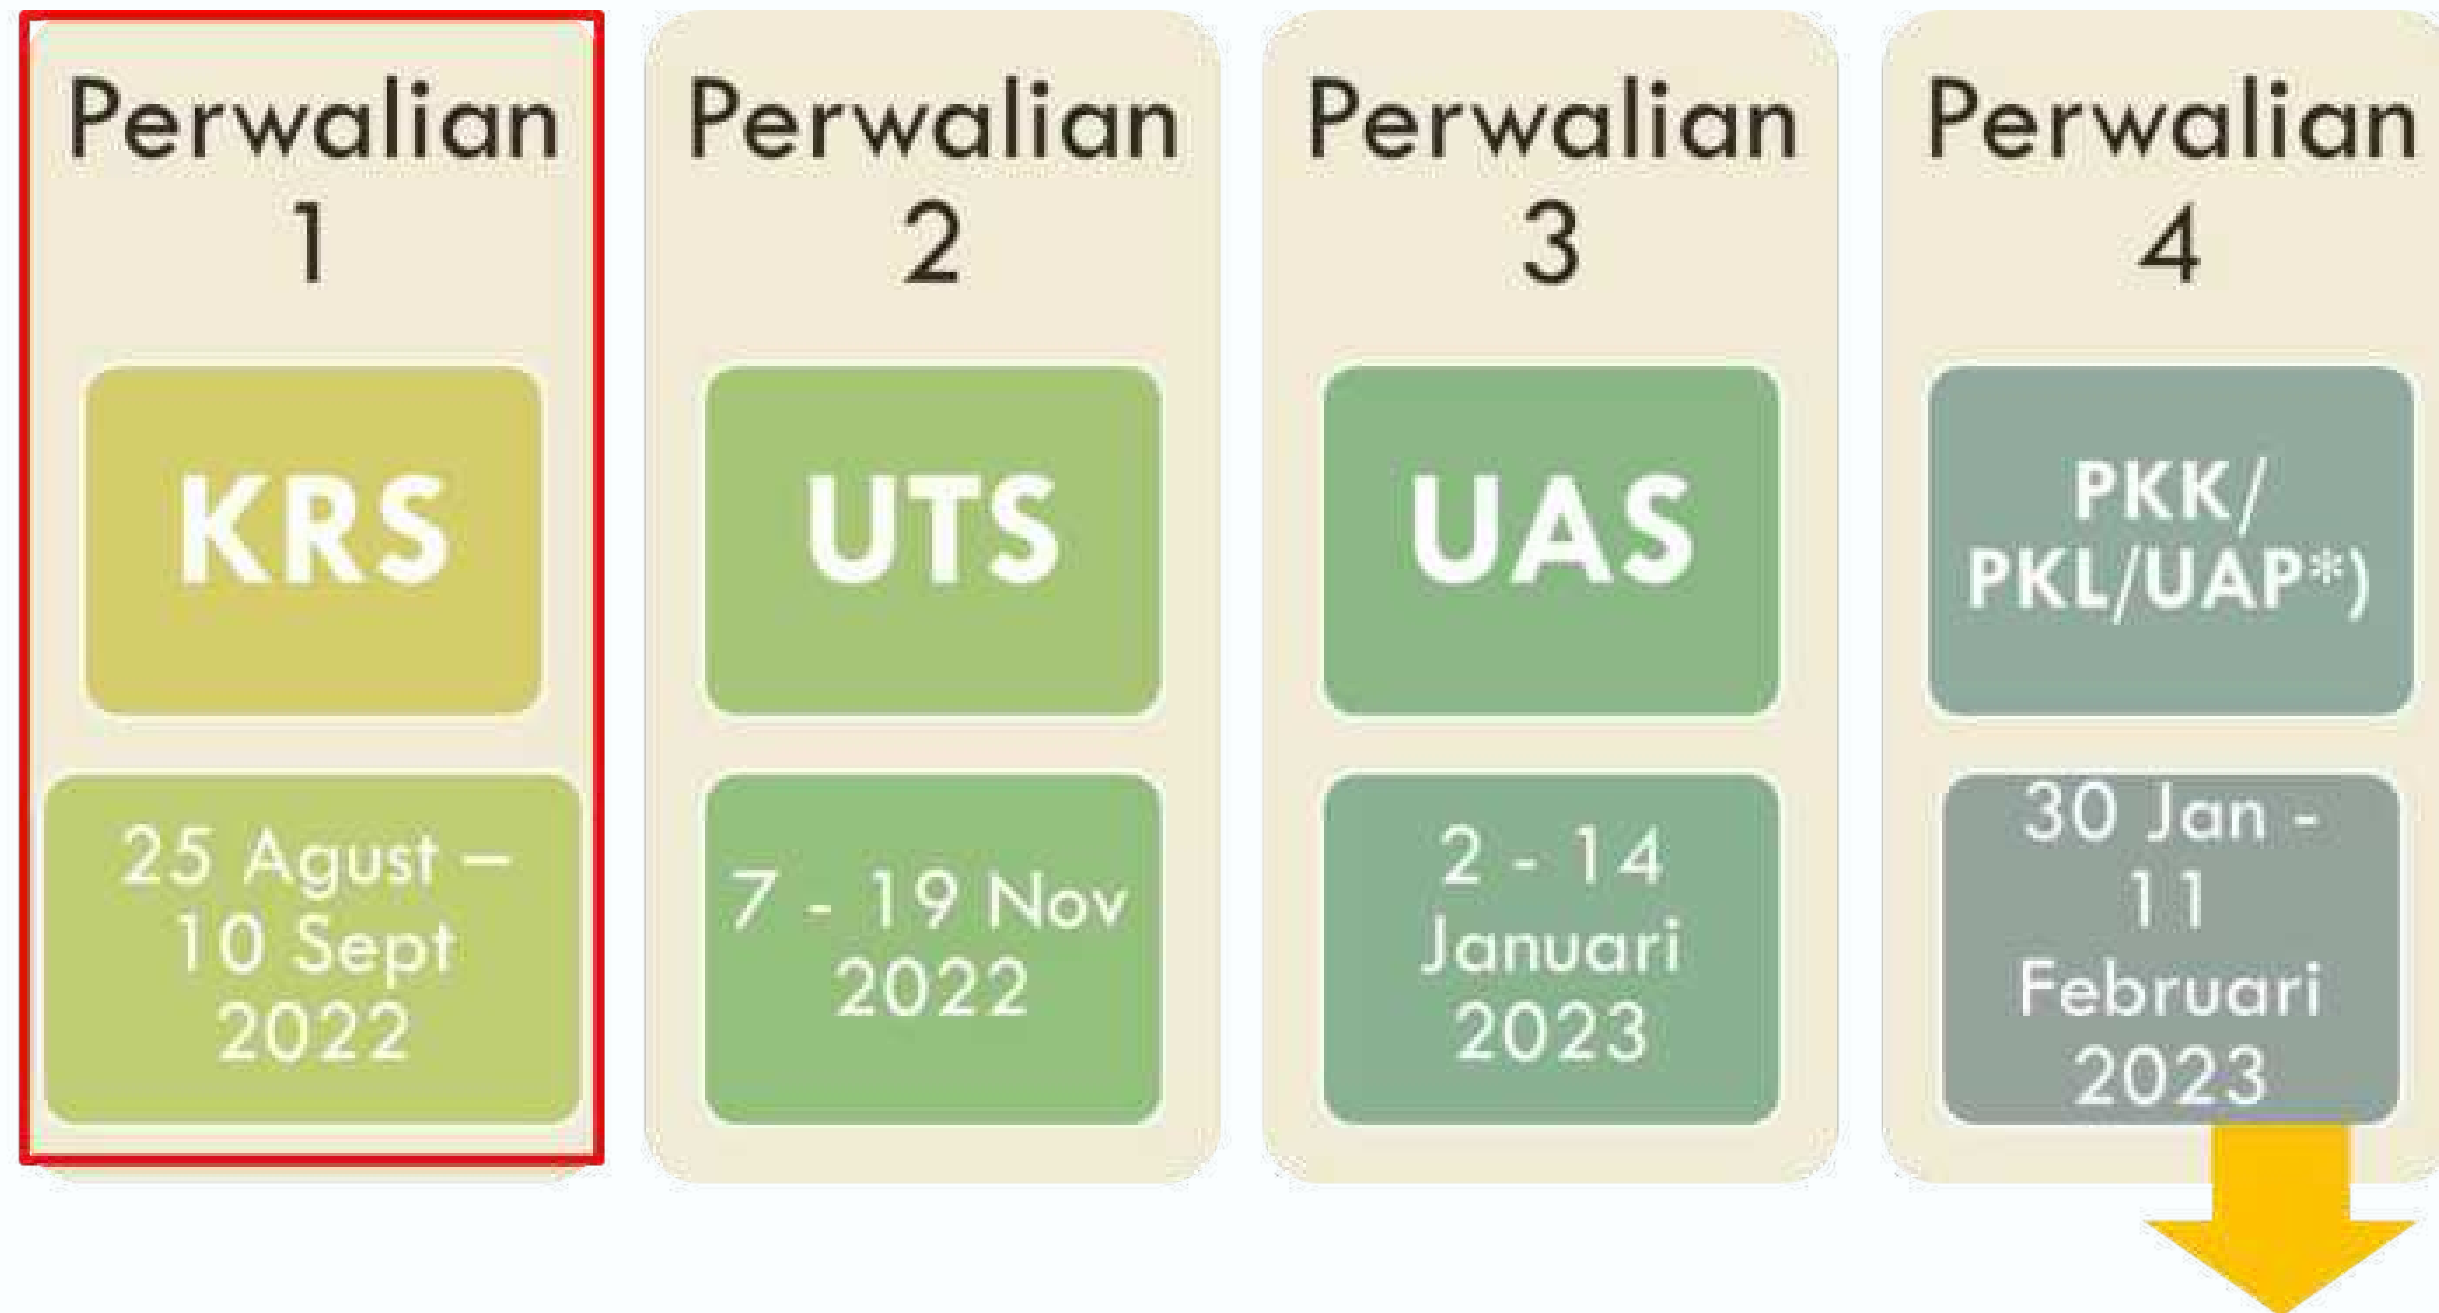 Perwalian
1
KRS
25 Agust –
10 Sept
2022
Perwalian
2
UTS
7 - 19 Nov
2022
Perwalian
3
UAS
2 - 14
Januari
2023
Perwalian
4
PKK/
PKL/UAP*)
30 Jan -
11
Februari
2023